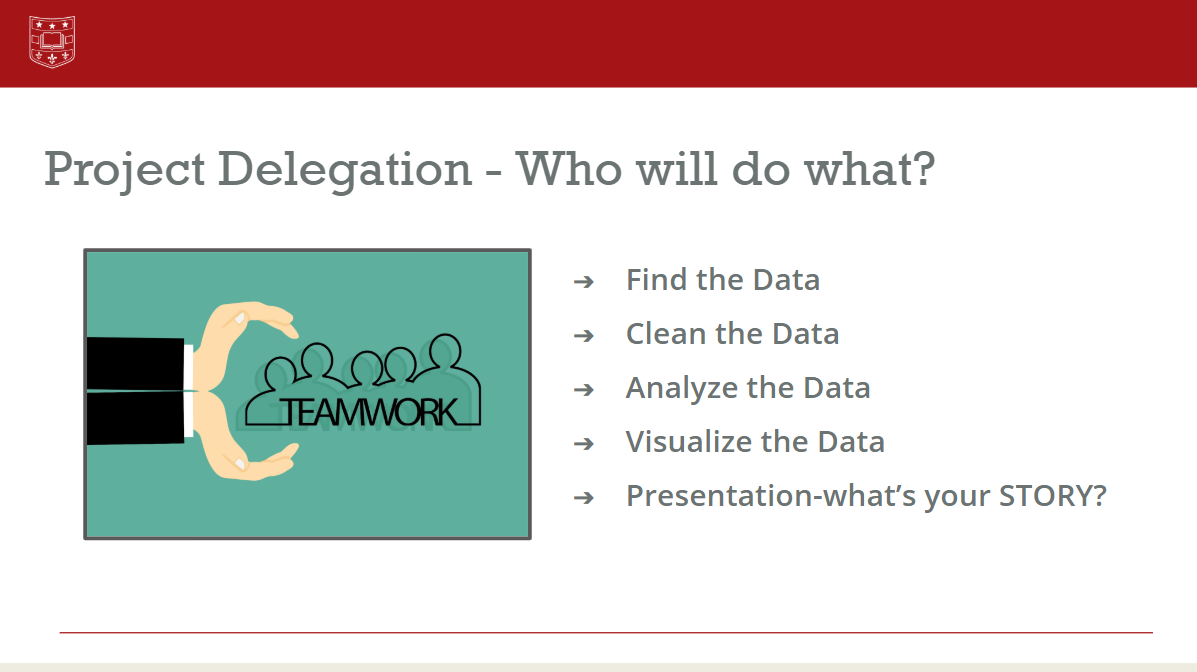 Project Delegation - Who will do what?
TEAMWORK
➔ Find the Data
➔ Clean the Data
➔ Analyze the Data
➔ Visualize the Data
➔ Presentation-what’s your STORY?